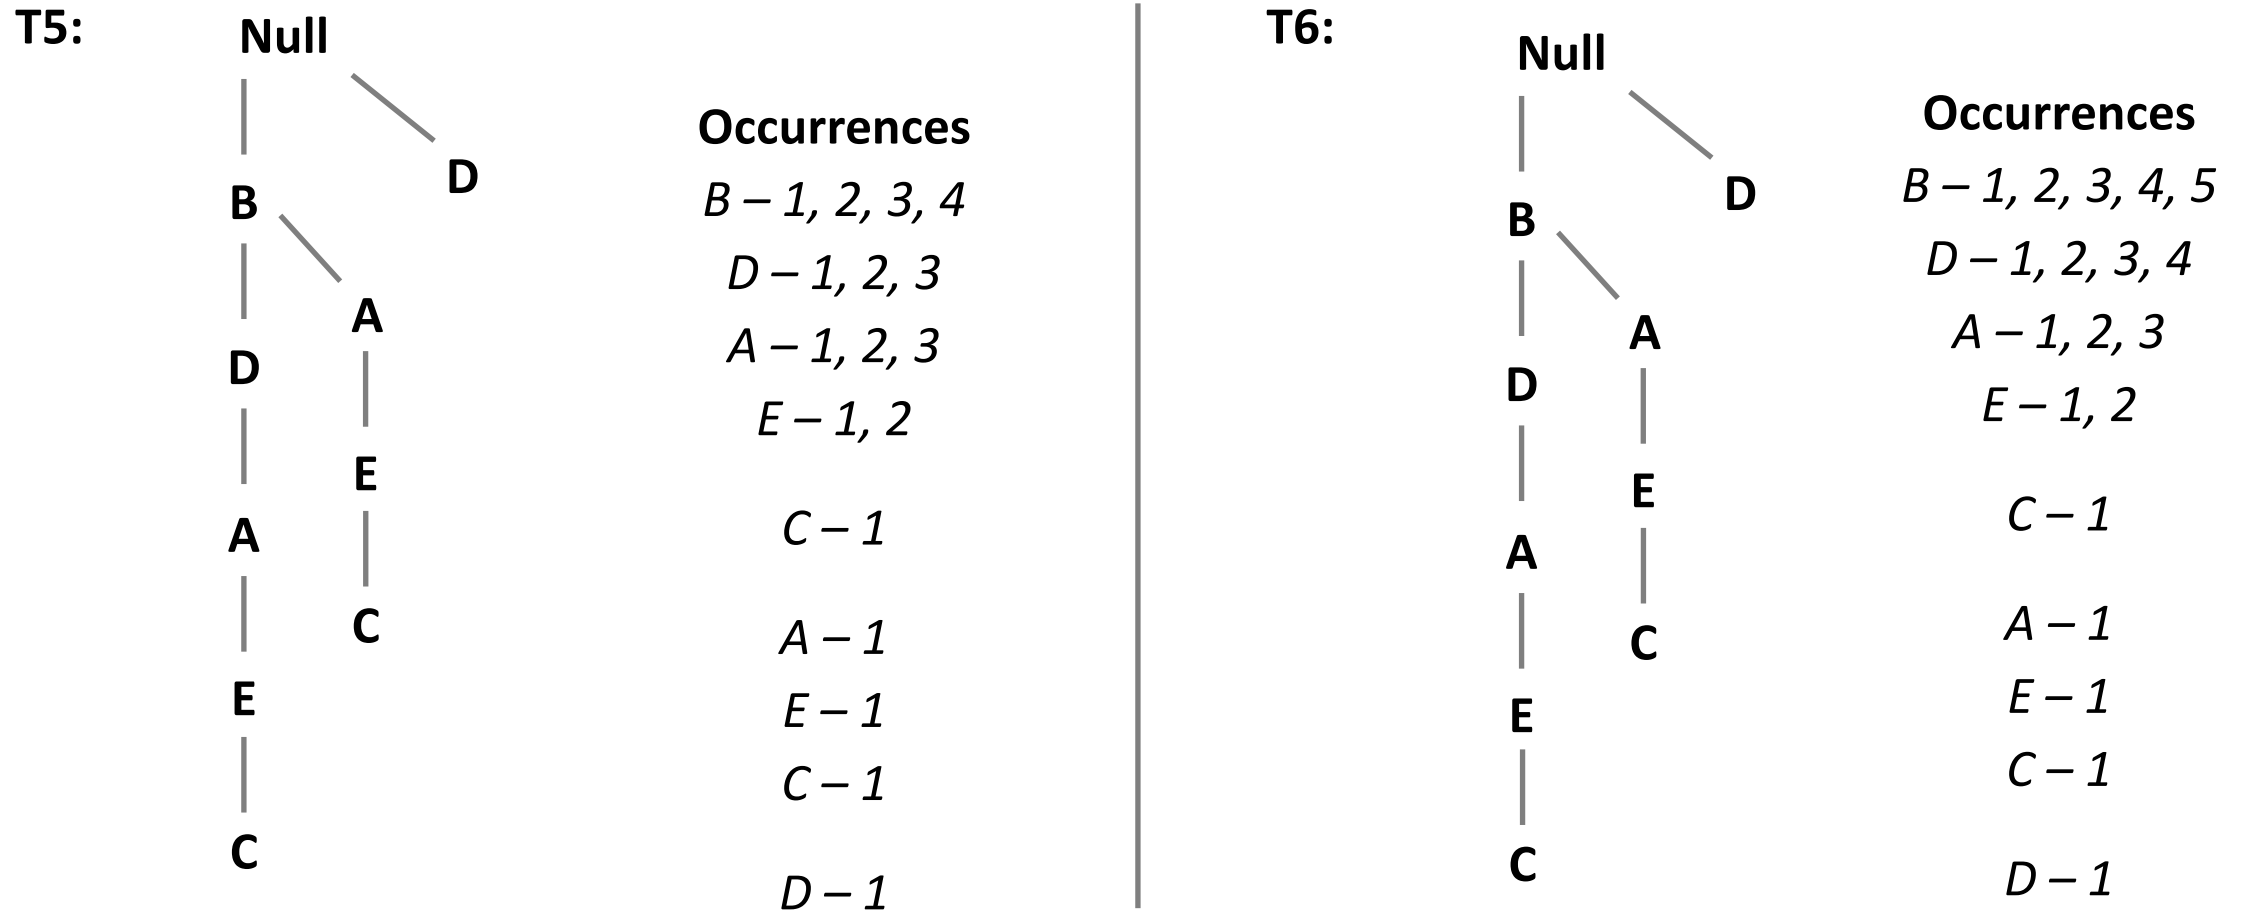 T5:
Null
D
B
A
D
E
A
C
E
C
Occurrences
B – 1, 2, 3, 4
D – 1, 2, 3
A – 1, 2, 3
E – 1, 2
C – 1
A – 1
E – 1
C – 1
D – 1
T6:
Null
D
B
A
D
E
A
C
E
C
Occurrences
B – 1, 2, 3, 4, 5
D – 1, 2, 3, 4
A – 1, 2, 3
E – 1, 2
C – 1
A – 1
E – 1
C – 1
D – 1